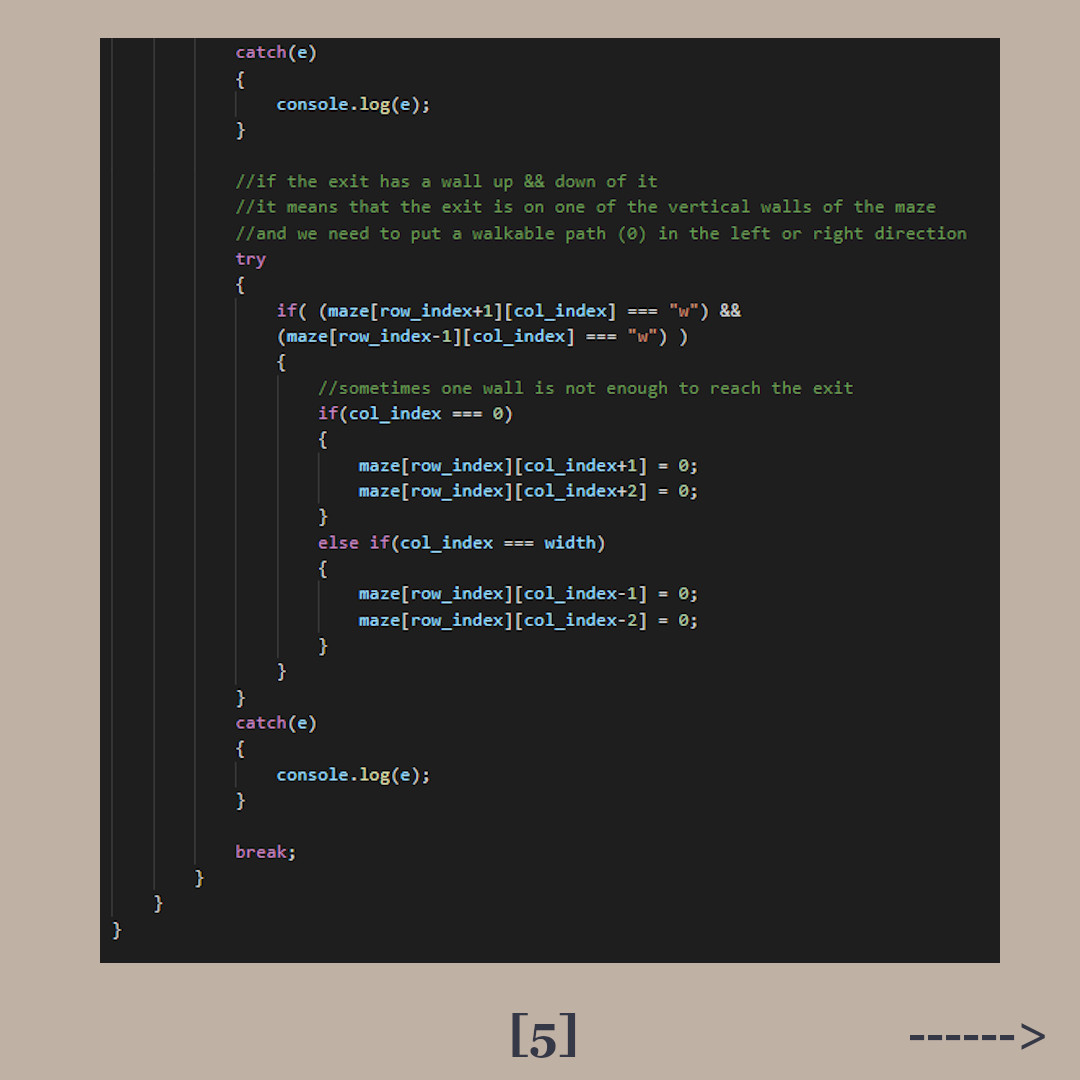 catch(e)
{
console.log(e);
}
//if the exit has a wall up && down of it
//it means that the exit is on one of the vertical walls of the maze
//and we need to put a walkable path (0) in the left or right direction
try
{
if( (maze[row_index+1][col_index] === "w") &&
(maze[row_index-1][col_index] === "w") )
{
//sometimes one wall is not enough to reach the exit
if(col_index === 0)
{
maze[row_index][col_index+1] = 0;
maze[row_index][col_index+2] = 0;
}
else if(col_index === width)
{
maze[row_index][col_index-1] = 0;
maze[row_index][col_index-2] = 0;
}
}
}
catch(e)
{
console.log(e);
}
break;
}
}
}
[5]
------>